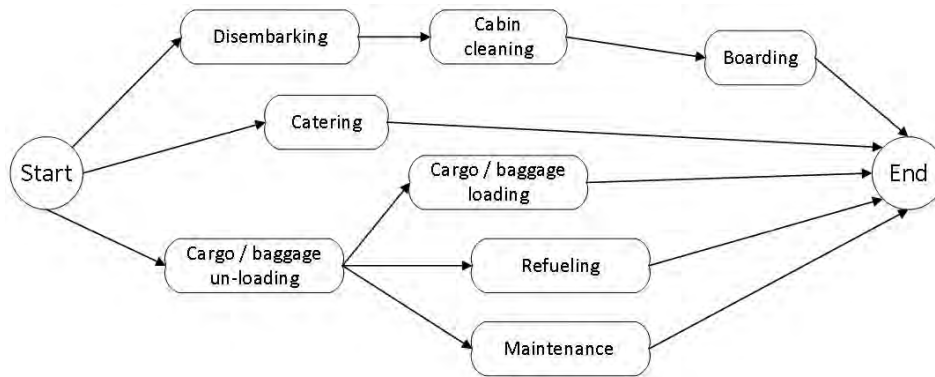 Disembarking
Cabin
cleaning
Boarding
Catering
Start
Cargo / baggage
loading
End
Cargo / baggage
un-loading
Refueling
Maintenance